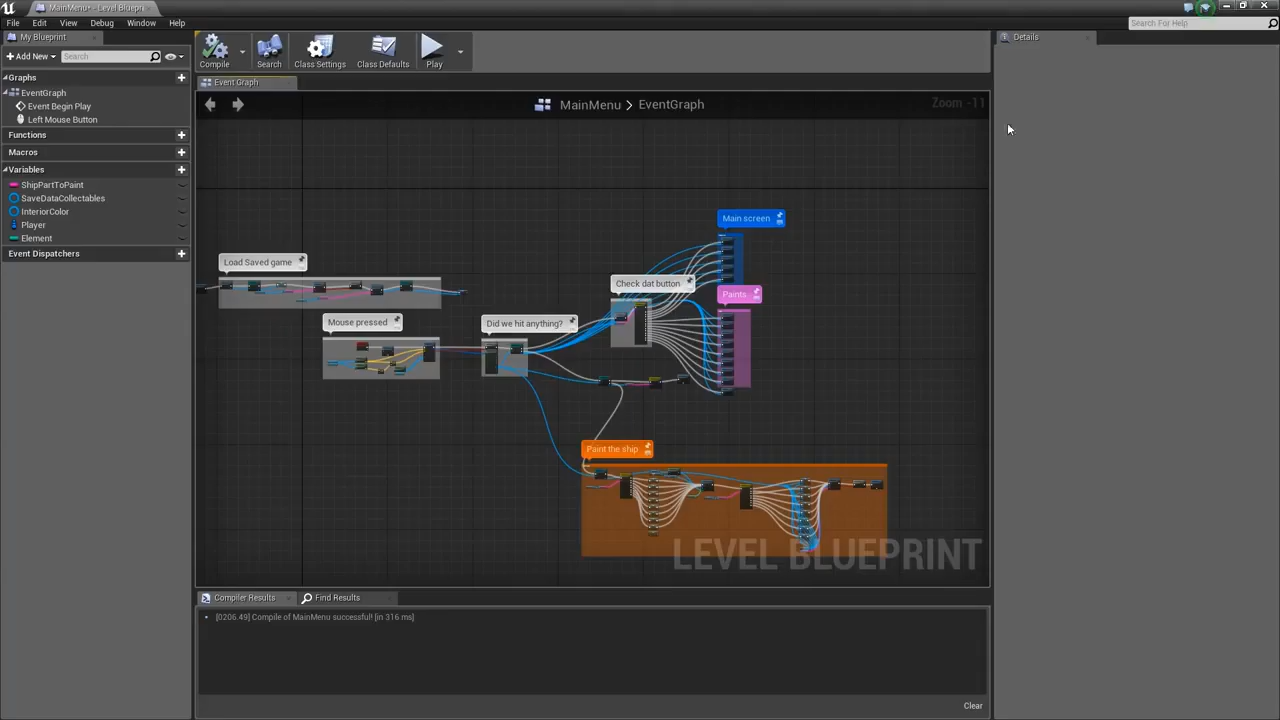 MainMenu* - Level Blueprin
File Edit View Debug Window Help
Search For Help
My Blueprint
Details
Add New
Search
Compile
Search
Class Settings
Class Defaults
Play
Graphs
EventGraph
Event Begin Play
Left Mouse Button
Functions
Macros
Variables
ShipPartToPaint
SaveDataCollectables
InteriorColor
Player
Element
Event Dispatchers
Event Graph
MainMenu > EventGraph
Zoom -11
Main screen
Load Saved game
Check dat button
Paints
Mouse pressed
Did we hit anything?
Paint the ship
LEVEL BLUEPRINT
Compiler Results
Find Results
[0206.49] Compile of MainMenu successful! [in 316 ms]
Clear